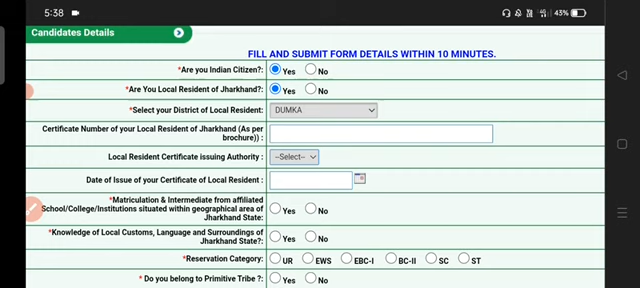 5:38
43%
Candidates Details
FILL AND SUBMIT FORM DETAILS WITHIN 10 MINUTES.
*Are you Indian Citizen?: Yes No
*Are You Local Resident of Jharkhand?: Yes No
*Select your District of Local Resident: DUMKA
Certificate Number of your Local Resident of Jharkhand (As per
brochure)) :
Local Resident Certificate issuing Authority : --Select--
Date of Issue of your Certificate of Local Resident :
*Matriculation & Intermediate from affiliated
School/College/Institutions situated within geographical area of
Jharkhand State: Yes No
*Knowledge of Local Customs, Language and Surroundings of
Jharkhand State?: Yes No
*Reservation Category: UR EWS EBC-I BC-II SC ST
* Do you belong to Primitive Tribe ?: Yes No